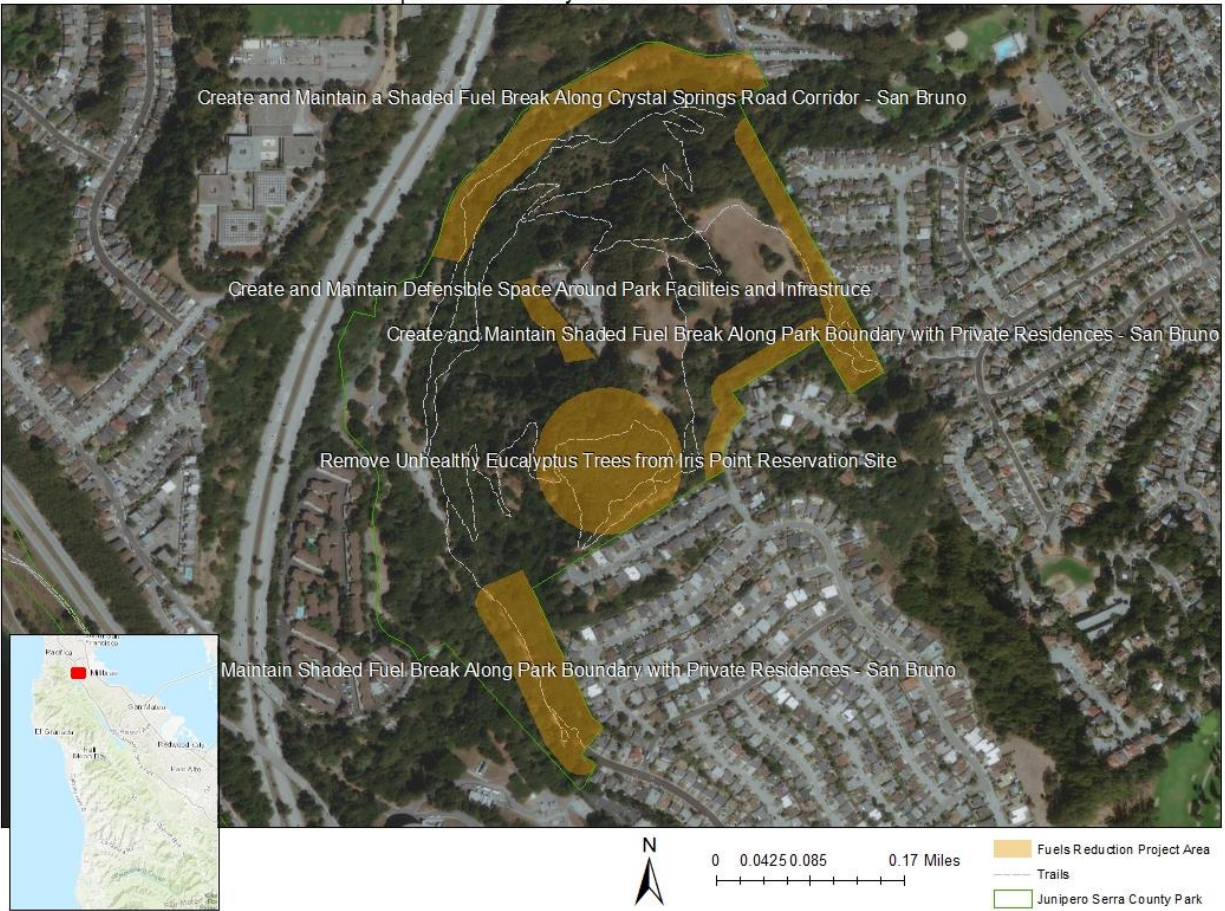 Create and Maintain a Shaded Fuel Break Along Crystal Springs Road Corridor - San Bruno
Create and Maintain Defensible Space Around Park Faciliteis and Infrastruce
Create and Maintain Shaded Fuel Break Along Park Boundary with Private Residences - San Bruno
Remove Unhealthy Eucalyptus Trees from Iris Point Reservation Site
Maintain Shaded Fuel Break Along Park Boundary with Private Residences - San Bruno
Pacifica
Millbrae
San Mateo
El Granada
Half
Moon Bay
Redwood City
Palo Alto
N
0 0.0425 0.085 0.17 Miles
Fuels Reduction Project Area
Trails
Junipero Serra County Park